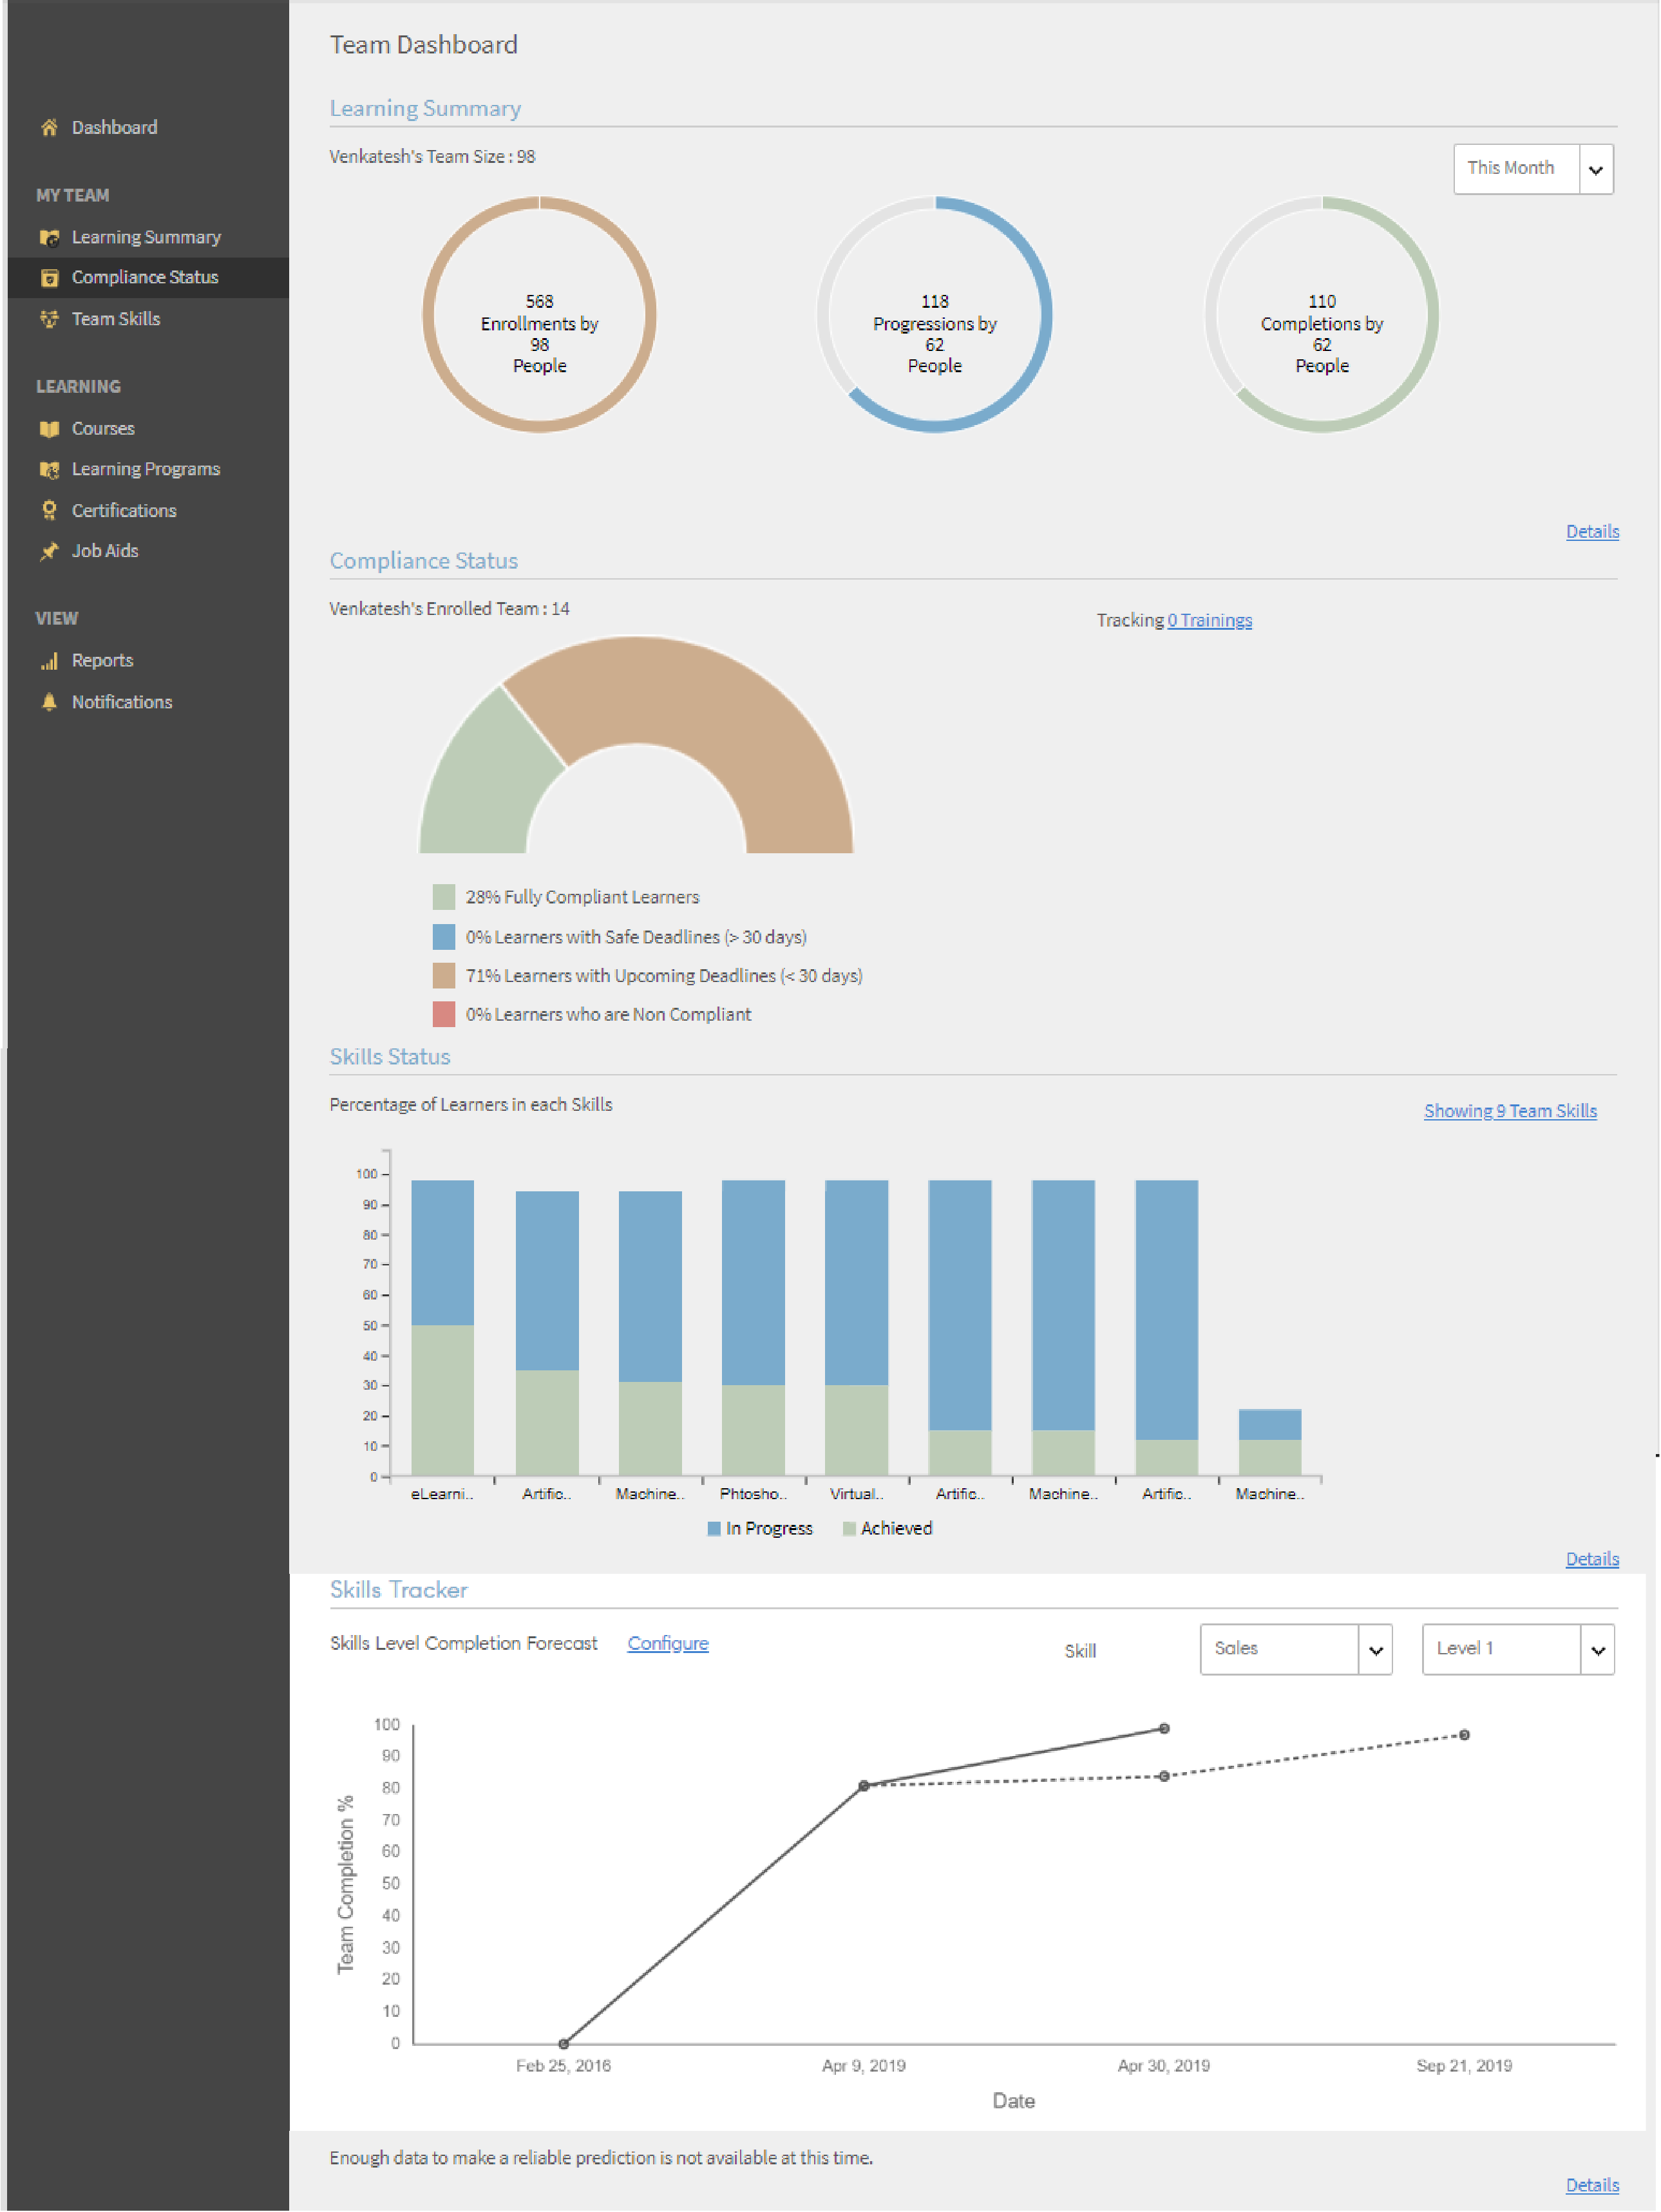 Dashboard
MY TEAM
Learning Summary
Compliance Status
Team Skills
LEARNING
Courses
Learning Programs
Certifications
Job Aids
VIEW
Reports
Notifications
Team Dashboard
Learning Summary
Venkatesh's Team Size : 98
This Month
568
Enrollments by
98
People
118
Progressions by
62
People
110
Completions by
62
People
Details
Compliance Status
Venkatesh's Enrolled Team : 14
Tracking 0 Trainings
28% Fully Compliant Learners
0% Learners with Safe Deadlines (> 30 days)
71% Learners with Upcoming Deadlines (< 30 days)
0% Learners who are Non Compliant
Skills Status
Percentage of Learners in each Skills
Showing 9 Team Skills
100
90
80
70
60
50
40
30
20
10
0
eLearni.. Artific.. Machine.. Phtosho.. Virtual.. Artific.. Machine.. Artific.. Machine..
In Progress Achieved
Details
Skills Tracker
Skills Level Completion Forecast Configure
Skill Sales Level 1
Team Completion %
100
90
80
70
60
50
40
30
20
10
0
Feb 25, 2016 Apr 9, 2019 Apr 30, 2019 Sep 21, 2019
Date
Enough data to make a reliable prediction is not available at this time.
Details